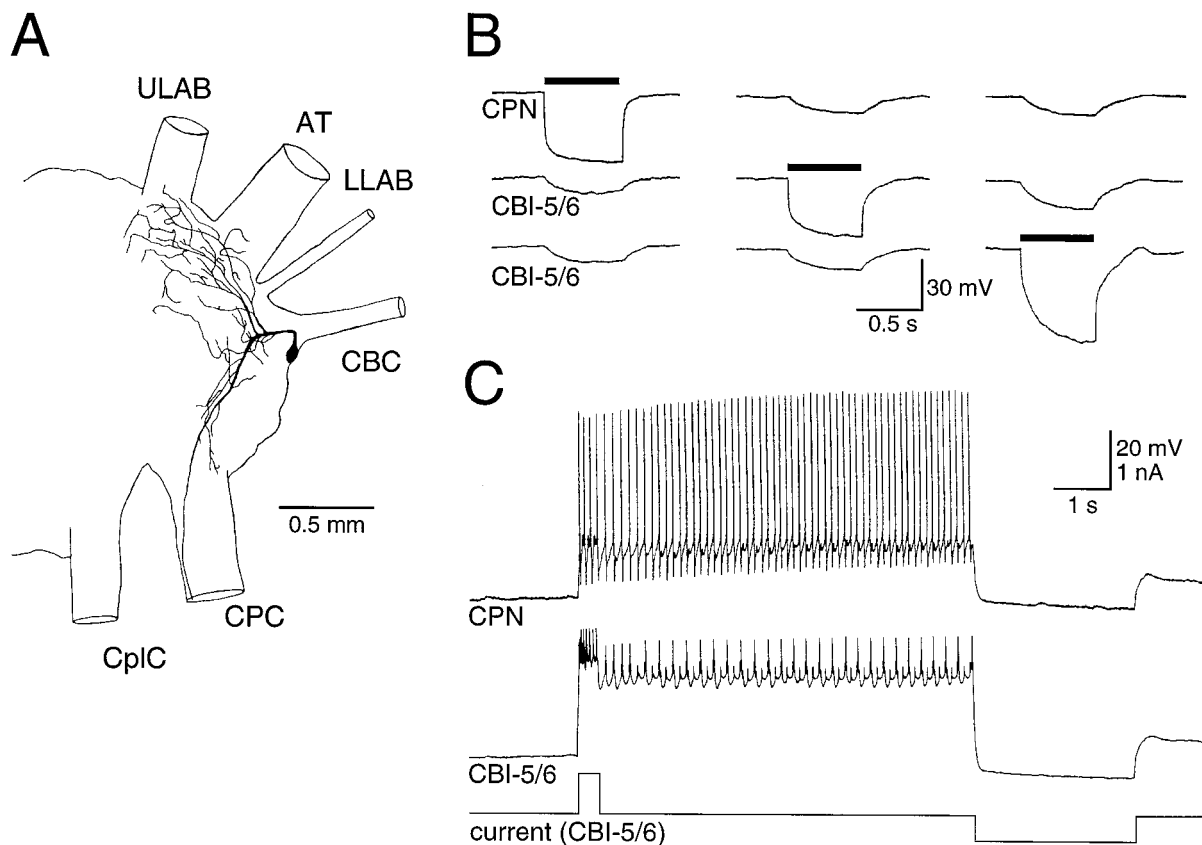 A
ULAB
AT
LLAB
CBC
0.5 mm
CPC
CplC
B
CPN
CBI-5/6
CBI-5/6
30 mV
0.5 s
C
20 mV
1 nA
1 s
CPN
CBI-5/6
current (CBI-5/6)